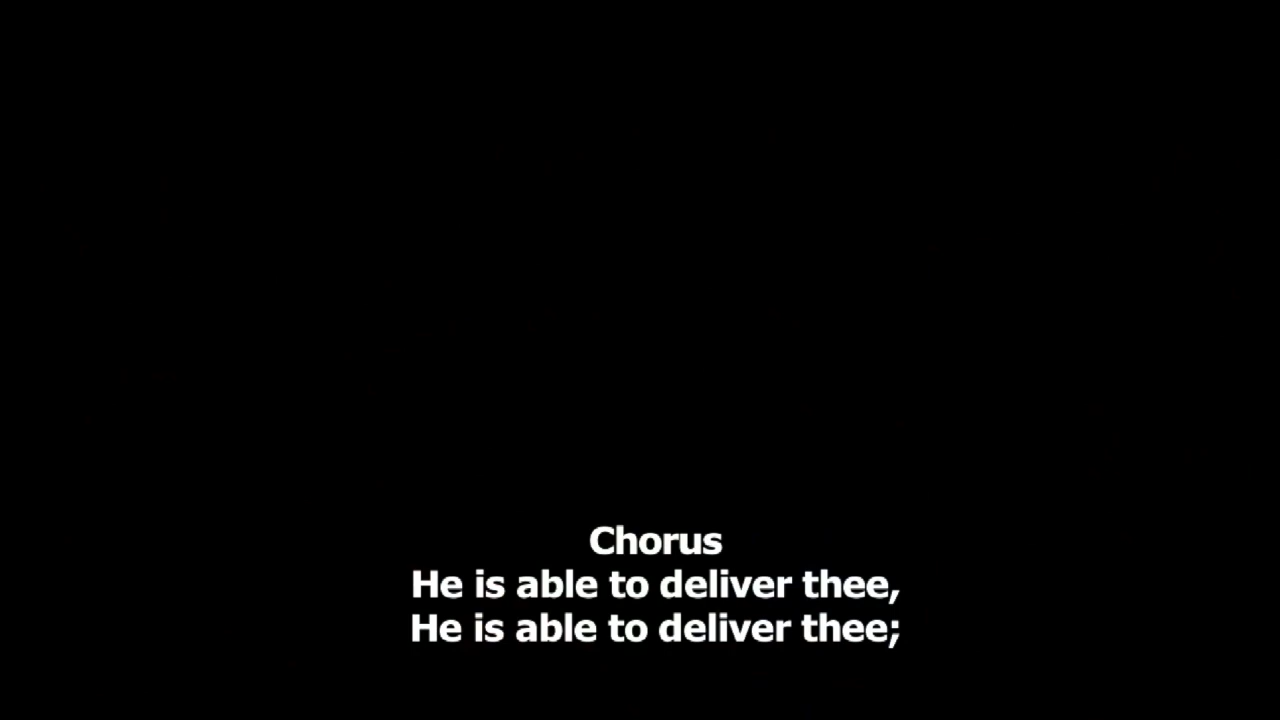 Chorus
He is able to deliver thee,
He is able to deliver thee;